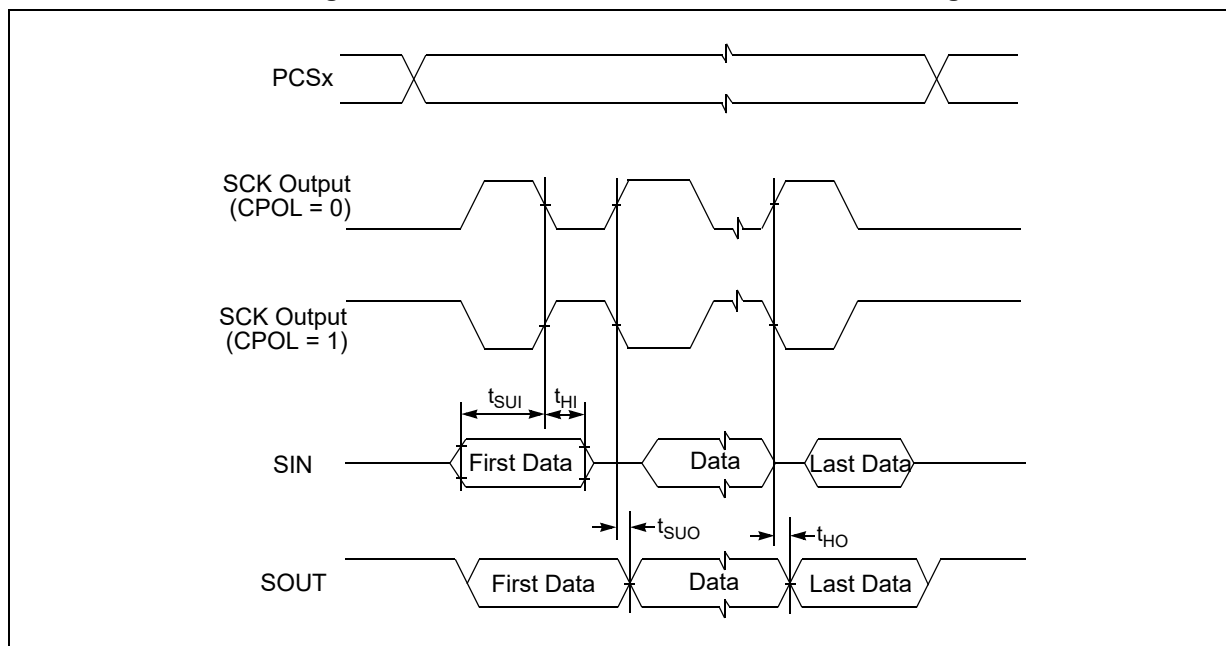 PCSx
SCK Output
(CPOL = 0)
SCK Output
(CPOL = 1)
tSUI
tHI
SIN
First Data
Data
Last Data
tSUO
tHO
SOUT
First Data
Data
Last Data